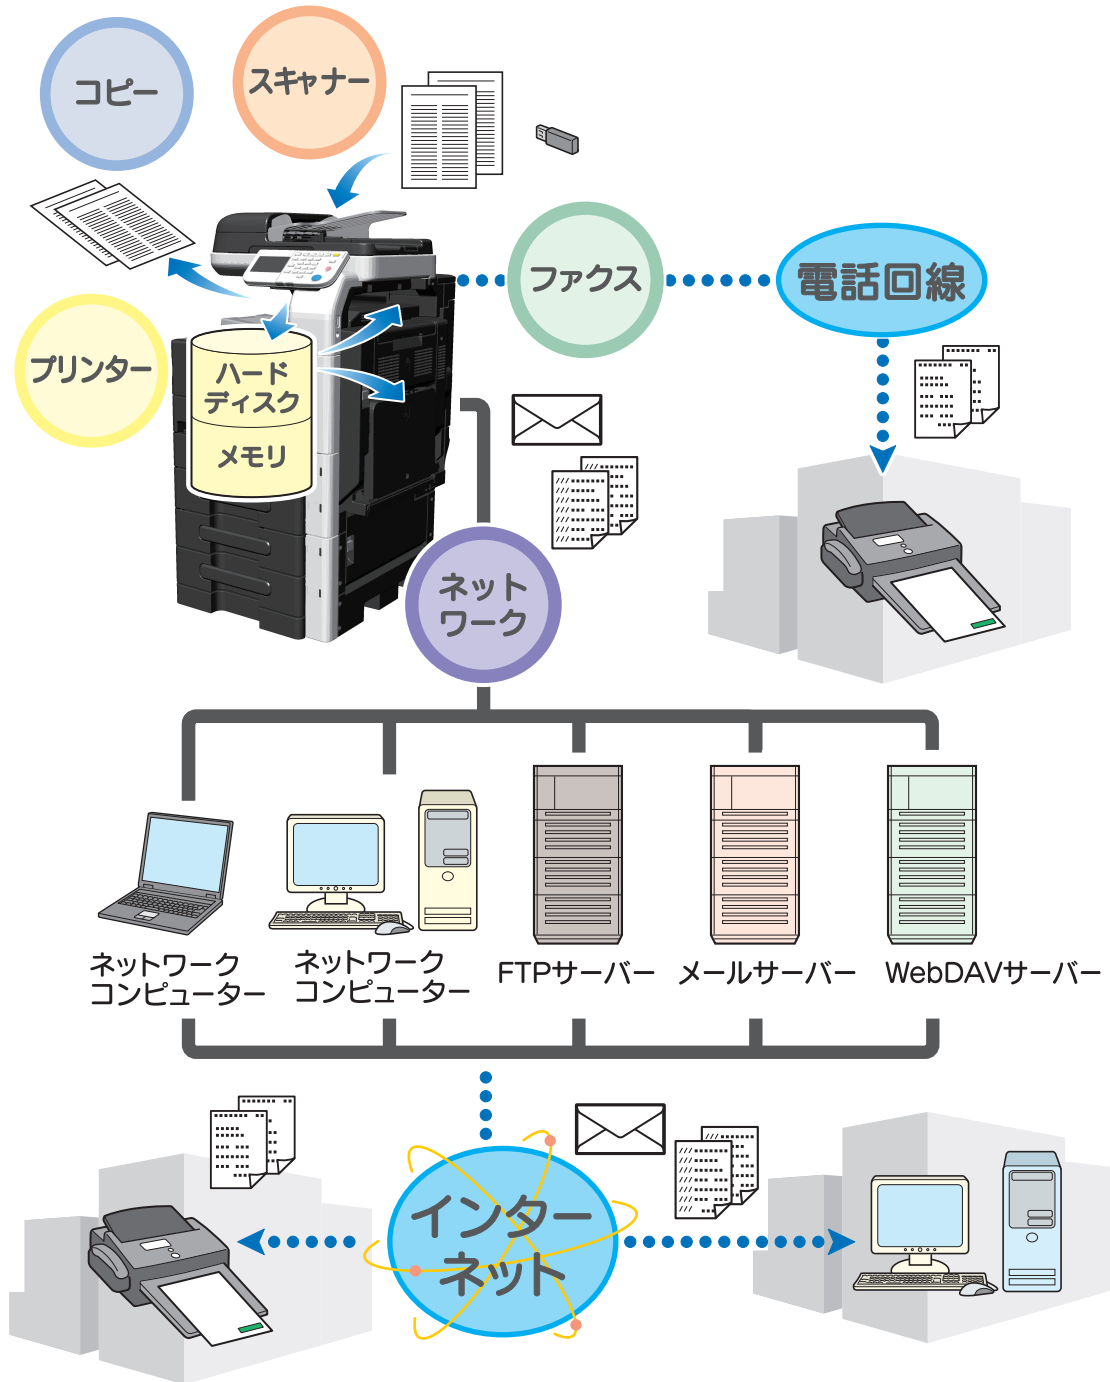 コピー
スキャナー
ファクス
電話回線
プリンター
ハード
ディスク
メモリ
ネット
ワーク
ネットワーク
コンピューター
ネットワーク
コンピューター
FTPサーバー
メールサーバー
WebDAVサーバー
インター
ネット